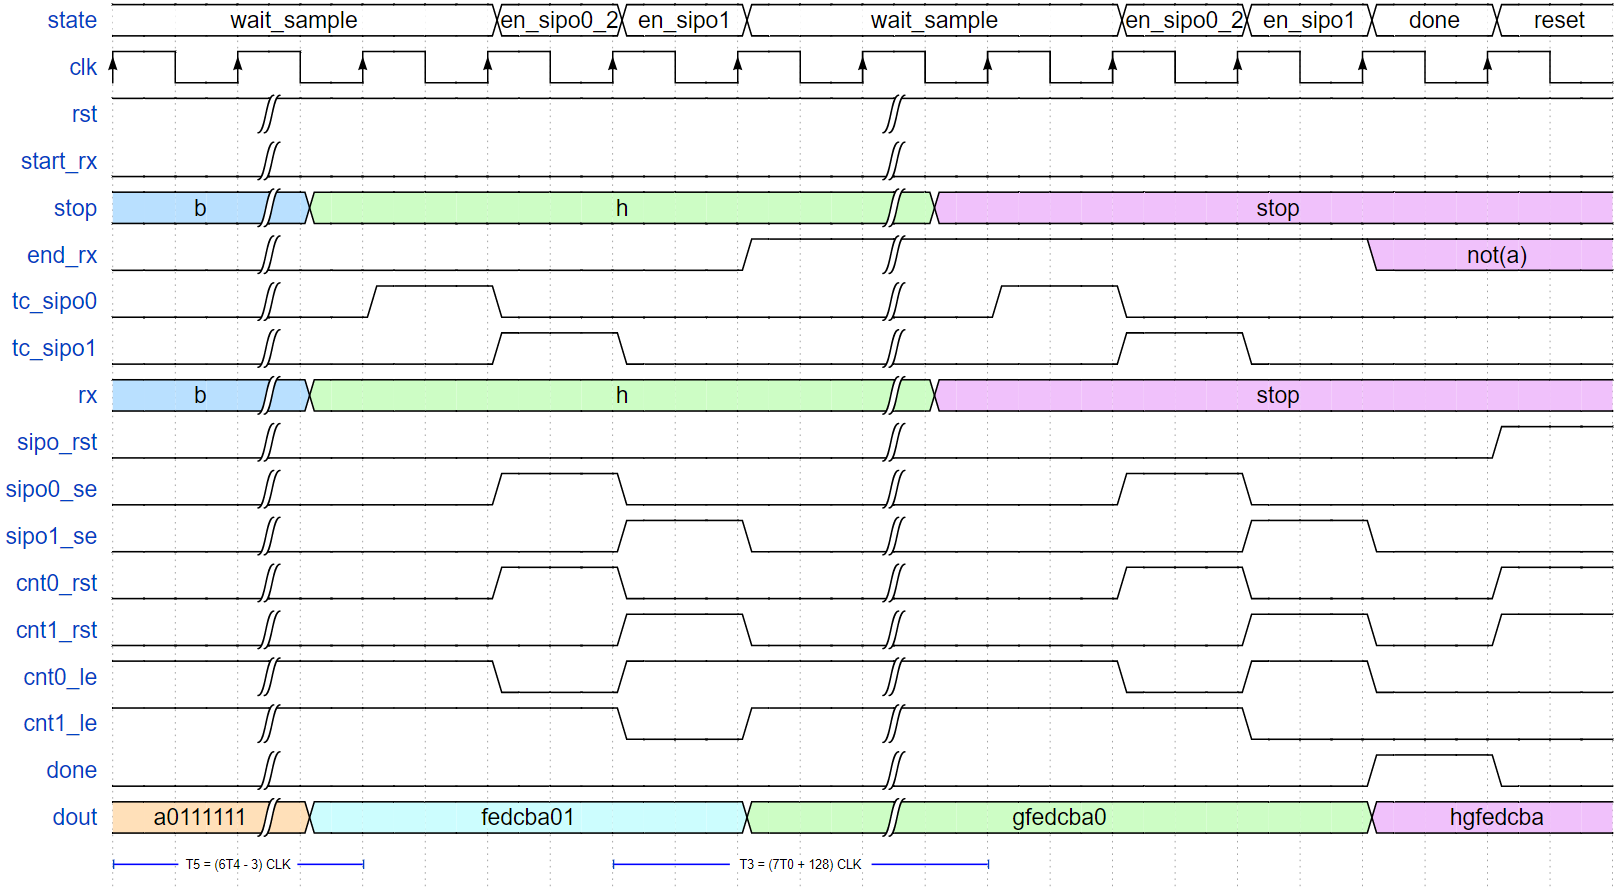 state wait_sample en_sipo0_2 en_sipo1 wait_sample en_sipo0_2 en_sipo1 done reset
clk
rst
start_rx
stop b h stop
end_rx not(a)
tc_sipo0
tc_sipo1
rx b h stop
sipo_rst
sipo0_se
sipo1_se
cnt0_rst
cnt1_rst
cnt0_le
cnt1_le
done
dout a0111111 fedcba01 gfedcba0 hgfedcba
T5 = (6T4 - 3) CLK T3 = (7T0 + 128) CLK